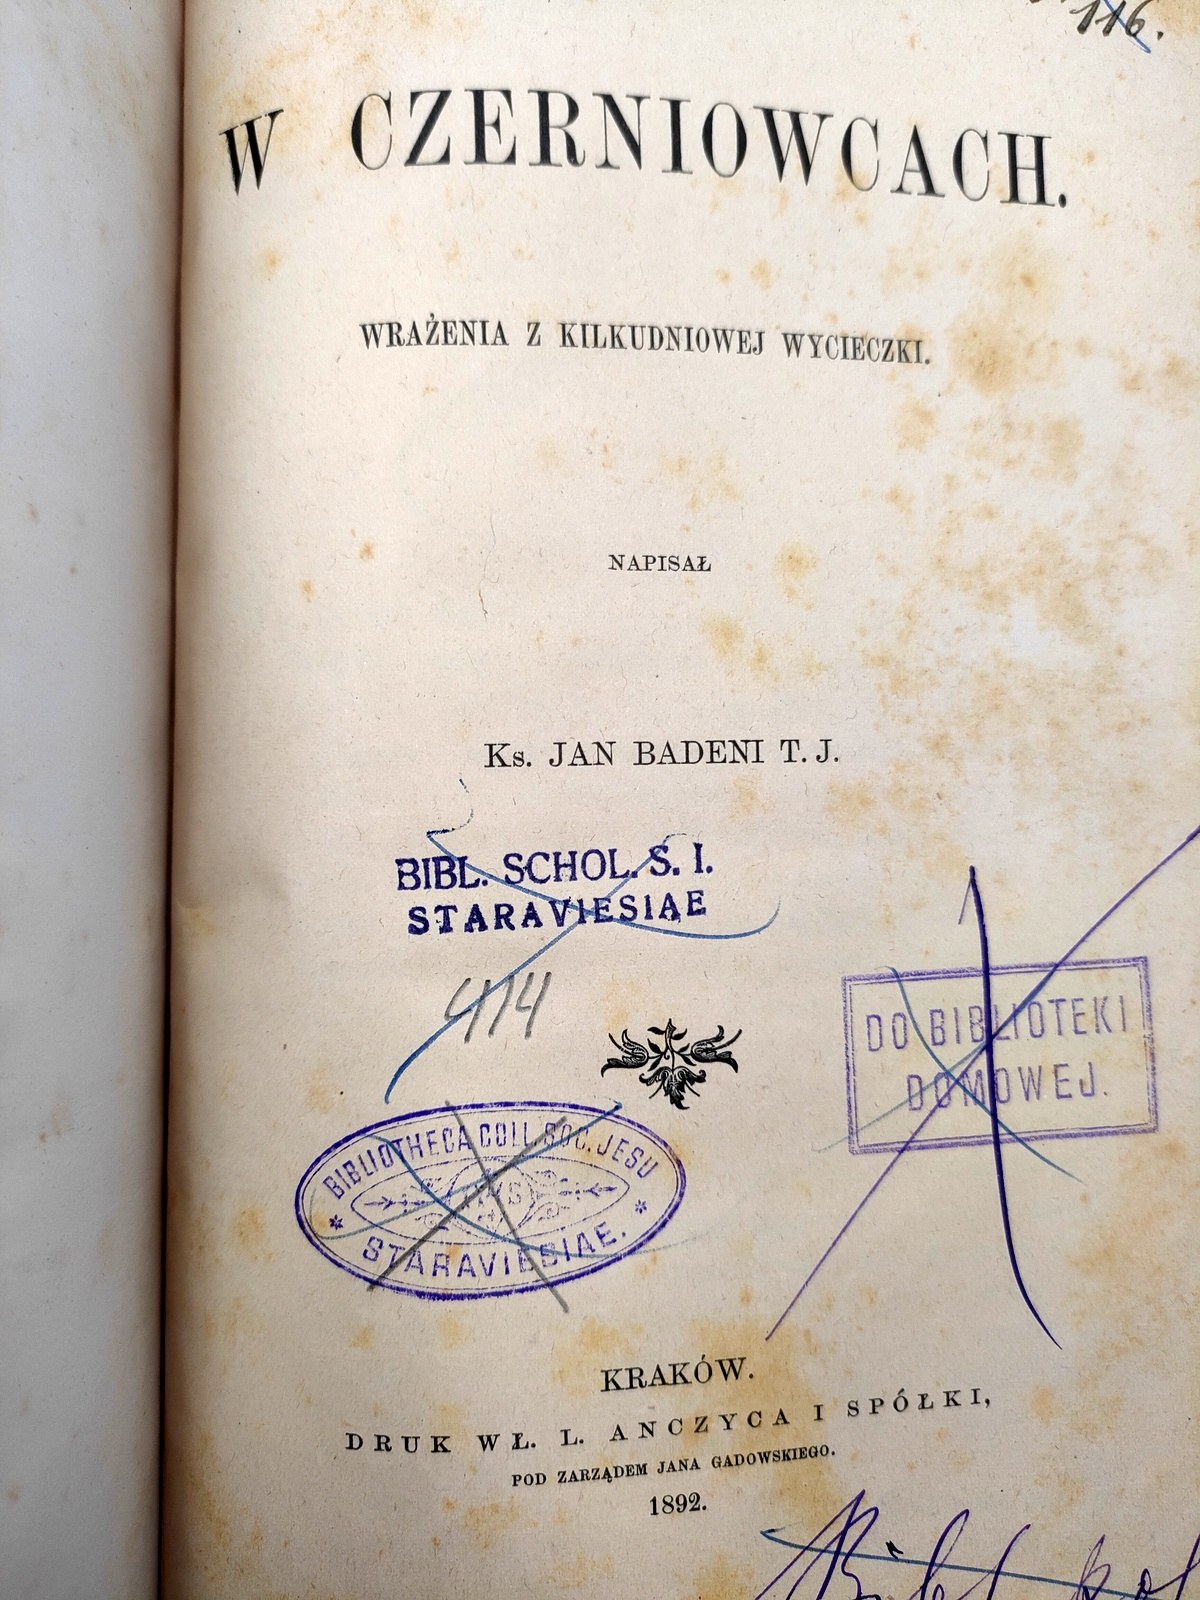 116.
W CZERNIOWCACH.
WRAŻENIA Z KILKUDNIOWEJ WYCIECZKI.
NAPISAŁ
Ks. JAN BADENI T. J.
BIBL. SCHOL. S. I.
STARAVIESIAE
414
DO BIBLIOTEKI
DOMOWEJ.
BIBLIOTHECA COLL. SOC. JESU
STARAVIESIAE.
KRAKÓW.
DRUK WŁ. L. ANCZYCA I SPÓŁKI,
POD ZARZĄDEM JANA GADOWSKIEGO.
1892.